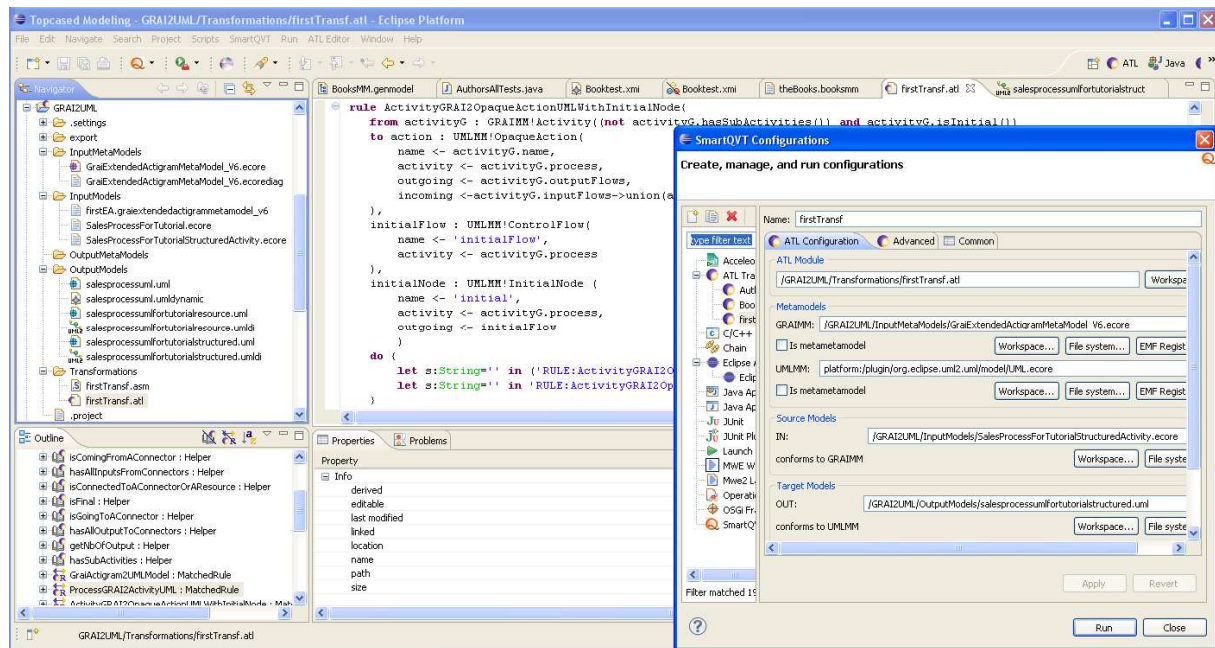 Topcased Modeling - GRAI2UML/Transformations/firstTransf.atl - Eclipse Platform
File Edit Navigate Search Project Scripts SmartQVT Run ATL Editor Window Help
ATL Java
Navigator
GRAI2UML
.settings
export
InputMetaModels
GraiExtendedActigramMetaModel_V6.ecore
GraiExtendedActigramMetaModel_V6.ecorediag
InputModels
firstEA.graiextendedactigrammetamodel_v6
SalesProcessForTutorial.ecore
SalesProcessForTutorialStructuredActivity.ecore
OutputMetaModels
OutputModels
salesprocessuml.uml
salesprocessuml.umldynamic
salesprocessumlfortutorialresource.uml
salesprocessumlfortutorialresource.umldi
salesprocessumlfortutorialstructured.uml
salesprocessumlfortutorialstructured.umldi
Transformations
firstTransf.asm
firstTransf.atl
.project
BooksMM.genmodel AuthorsAllTests.java Booktest.xmi Booktest.xmi theBooks.booksmm firstTransf.atl salesprocessumlfortutorialstruct
rule ActivityGRAI2OpaqueActionUMLWithInitialNode{
from activityG : GRAIMM!Activity((not activityG.hasSubActivities()) and activityG.isInitial())
to action : UMLMM!OpaqueAction(
name <- activityG.name,
activity <- activityG.process,
outgoing <- activityG.outputFlows,
incoming <-activityG.inputFlows->union(a
),
initialFlow : UMLMM!ControlFlow(
name <- 'initialFlow',
activity <- activityG.process
),
initialNode : UMLMM!InitialNode (
name <- 'initial',
activity <- activityG.process,
outgoing <- initialFlow
)
do {
let s:String='' in ('RULE:ActivityGRAI2O
let s:String='' in 'RULE:ActivityGRAI2Op
}
Outline
isComingFromAConnector : Helper
hasAllInputsFromConnectors : Helper
isConnectedToAConnectorOrAResource : Helper
isFinal : Helper
isGoingToAConnector : Helper
hasAllOutputToConnectors : Helper
getNbOfOutput : Helper
hasSubActivities : Helper
GraiActigram2UMLModel : MatchedRule
ProcessGRAI2ActivityUML : MatchedRule
ActivityGRAI2OpaqueActionUMLWithInitialNode : Mat
Properties Problems
Property
Info
derived
editable
last modified
linked
location
name
path
size
GRAI2UML/Transformations/firstTransf.atl
SmartQVT Configurations
Create, manage, and run configurations
type filter text
Acceleo
ATL Tra
Aut
Boo
first
C/C++
Chain
Eclipse A
Eclip
Java Ap
Java Ap
JUnit
JUnit Plu
Launch
MWE W
Mwe2 L
Operati
OSGi Fr
SmartQ
Filter matched 19
Name: firstTransf
ATL Configuration Advanced Common
ATL Module
/GRAI2UML/Transformations/firstTransf.atl Workspa
Metamodels
GRAIMM: /GRAI2UML/InputMetaModels/GraiExtendedActigramMetaModel_V6.ecore
Is metametamodel Workspace... File system... EMF Regist
UMLMM: platform:/plugin/org.eclipse.uml2.uml/model/UML.ecore
Is metametamodel Workspace... File system... EMF Regist
Source Models
IN: /GRAI2UML/InputModels/SalesProcessForTutorialStructuredActivity.ecore
conforms to GRAIMM Workspace... File syste
Target Models
OUT: /GRAI2UML/OutputModels/salesprocessumlfortutorialstructured.uml
conforms to UMLMM Workspace... File syste
Apply Revert
Run Close